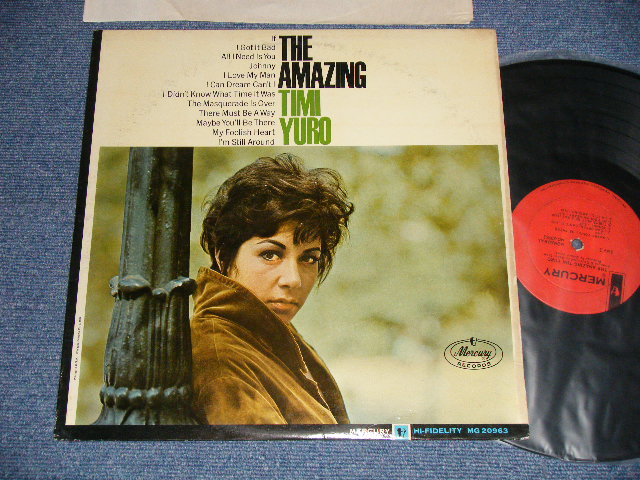 If
I Got It Bad
All I Need Is You
Johnny
I Love My Man
I Can Dream Can't I
I Didn't Know What Time It Was
The Masquerade Is Over
There Must Be A Way
Maybe You'll Be There
My Foolish Heart
I'm Still Around
THE
AMAZING
TIMI
YURO
Mercury
RECORDS
MERCURY
HI-FIDELITY MG 20963
MERCURY